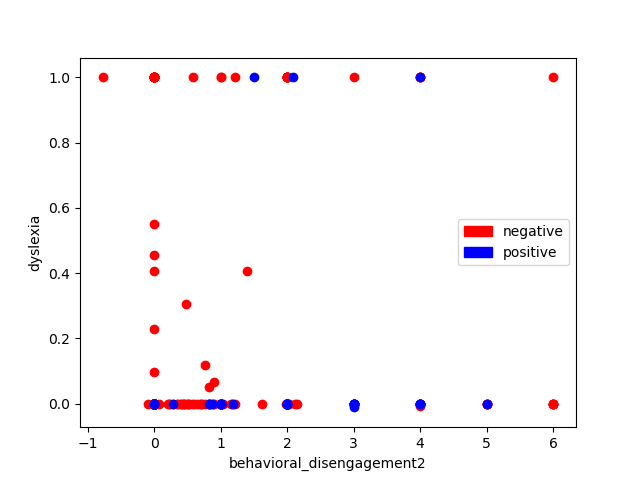 1.0
0.8
0.6
0.4
0.2
0.0
dyslexia
negative
positive
−1 0 1 2 3 4 5 6
behavioral_disengagement2